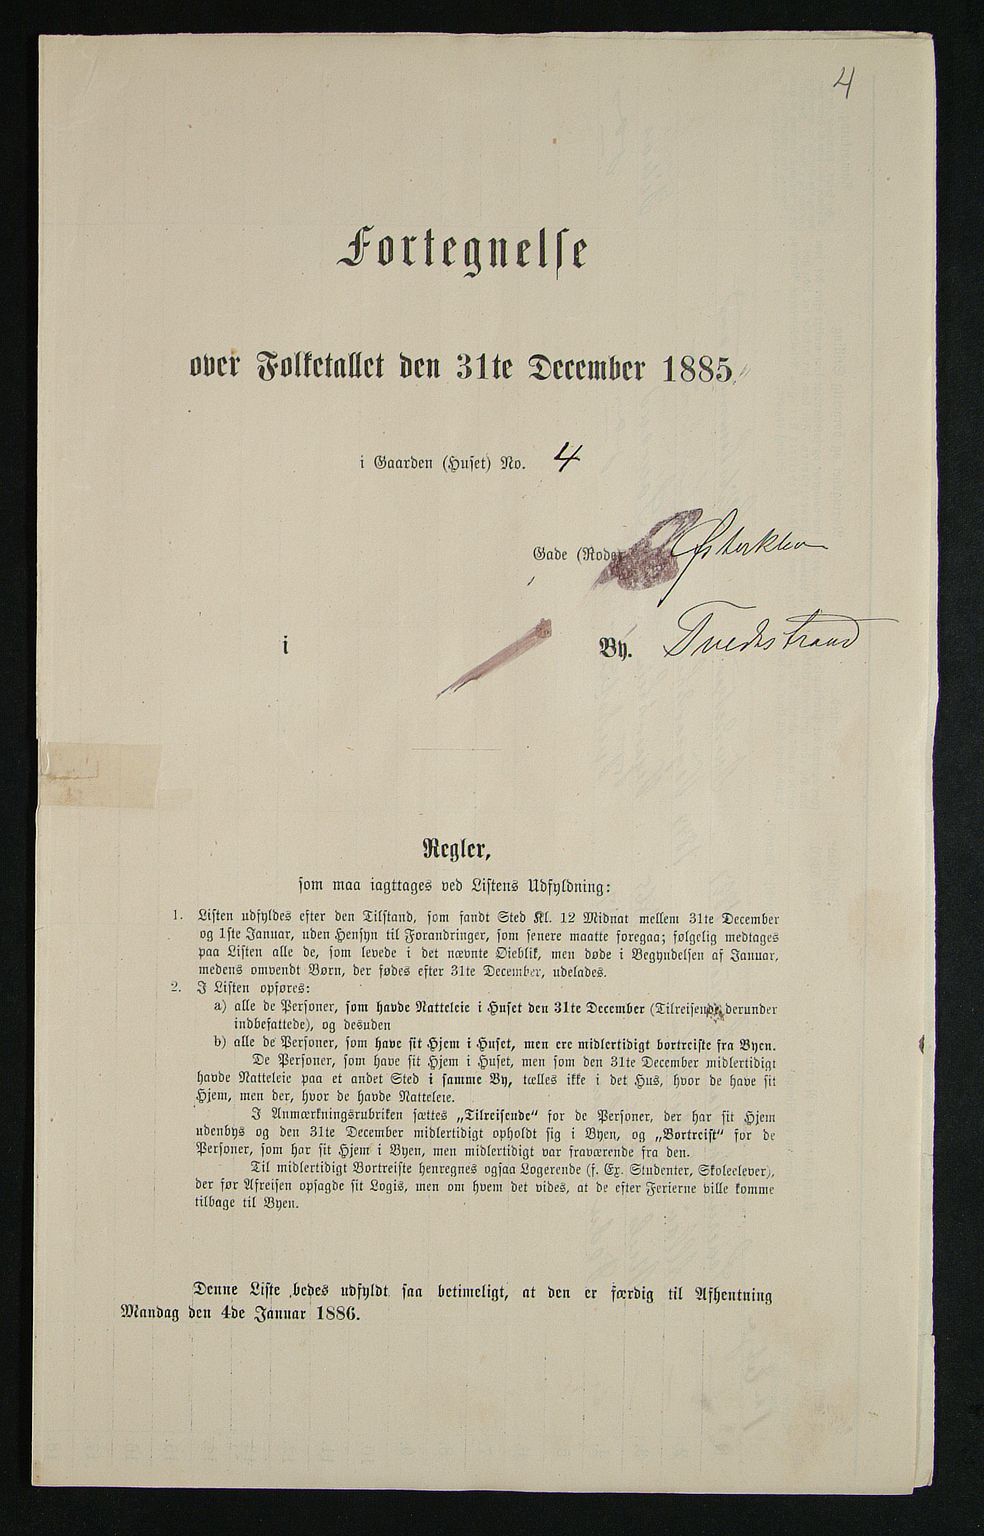 4
Fortegnelse
over Folketallet den 31te December 1885
i Gaarden (Huset) No. 4
Gade (Rode)
i By. Tvedestrand
Regler,
som maa iagttages ved Listens Udfyldning:
1. Listen udfyldes efter den Tilstand, som fandt Sted Kl. 12 Midnat mellem 31te December
og 1ste Januar, uden Hensyn til Forandringer, som senere maatte foregaa; følgelig medtages
paa Listen alle de, som levede i det nævnte Øieblik, men døde i Begyndelsen af Januar,
medens omvendt Børn, der fødes efter 31te December, udelades.
2. I Listen opføres:
a) alle de Personer, som havde Natteleie i Huset den 31te December (Tilreisende derunder
indbefattede), og desuden
b) alle de Personer, som have sit Hjem i Huset, men ere midlertidigt bortreiste fra Byen.
De Personer, som have sit Hjem i Huset, men som den 31te December midlertidigt
havde Natteleie paa et andet Sted i samme By, tælles ikke i det Hus, hvor de have sit
Hjem, men der, hvor de havde Natteleie.
I Anmærkningsrubriken sættes „Tilreisende“ for de Personer, der har sit Hjem
udenbys og den 31te December midlertidigt opholdt sig i Byen, og „Bortreist“ for de
Personer, som har sit Hjem i Byen, men midlertidigt var fraværende fra den.
Til midlertidigt Bortreiste henregnes ogsaa Logerende (f. Ex. Studenter, Skoleelever),
der før Afreisen opsagde sit Logis, men om hvem det vides, at de efter Ferierne ville komme
tilbage til Byen.
Denne Liste bedes udfyldt saa betimeligt, at den er færdig til Afhentning
Mandag den 4de Januar 1886.